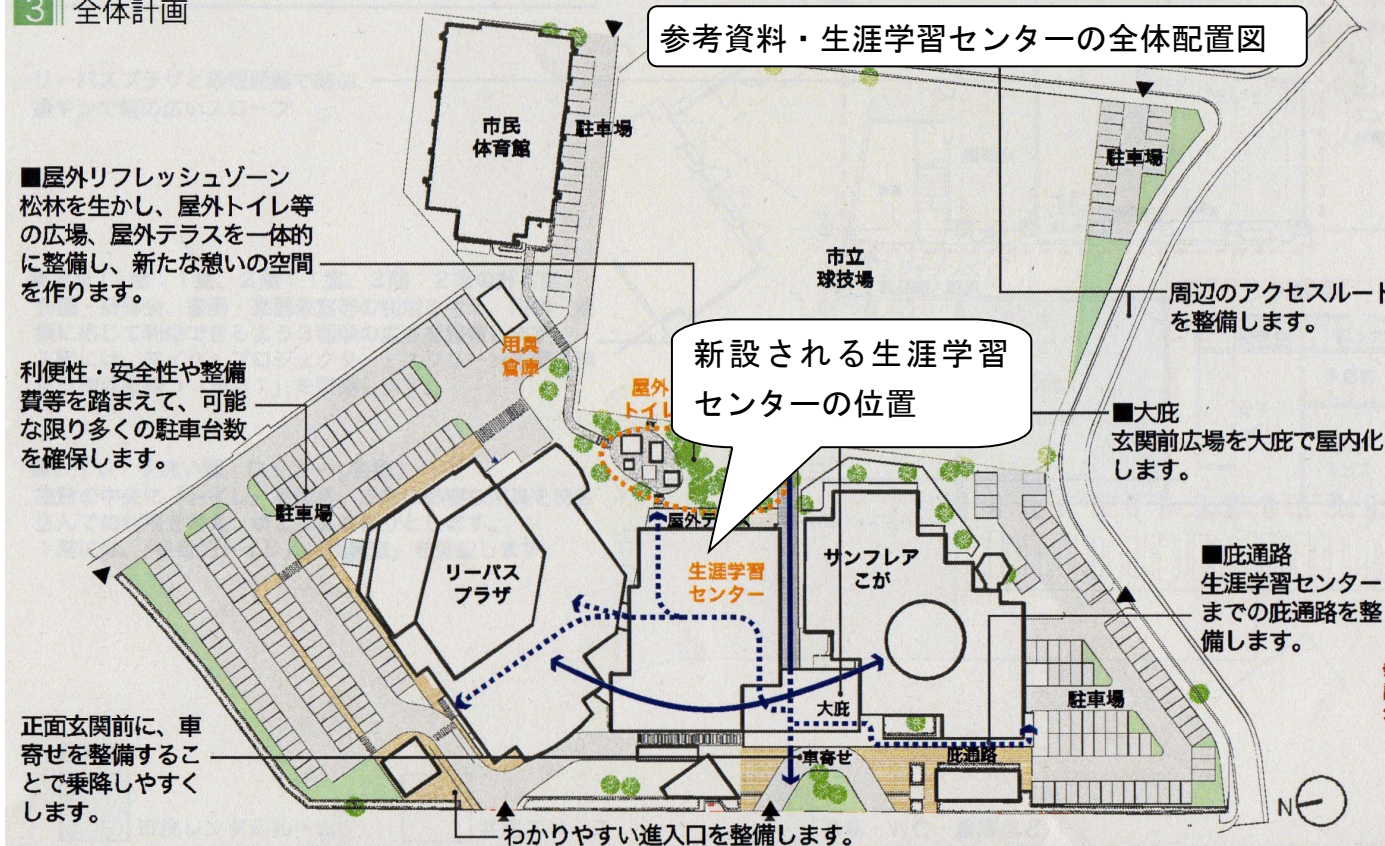 3 全体計画
参考資料・生涯学習センターの全体配置図
市民
体育館
駐車場
駐車場
■屋外リフレッシュゾーン
松林を生かし、屋外トイレ等
の広場、屋外テラスを一体的
に整備し、新たな憩いの空間
を作ります。
市立
球技場
周辺のアクセスルート
を整備します。
用具
倉庫
新設される生涯学習
センターの位置
屋外
トイレ
利便性・安全性や整備
費等を踏まえて、可能
な限り多くの駐車台数
を確保します。
■大庇
玄関前広場を大庇で屋内化
します。
駐車場
屋外テ
リーパス
プラザ
生涯学習
センター
サンフレア
こが
■庇通路
生涯学習センター
までの庇通路を整
備します。
大庇
駐車場
正面玄関前に、車
寄せを整備するこ
とで乗降しやすく
します。
車寄せ
庇通路
N
わかりやすい進入口を整備します。